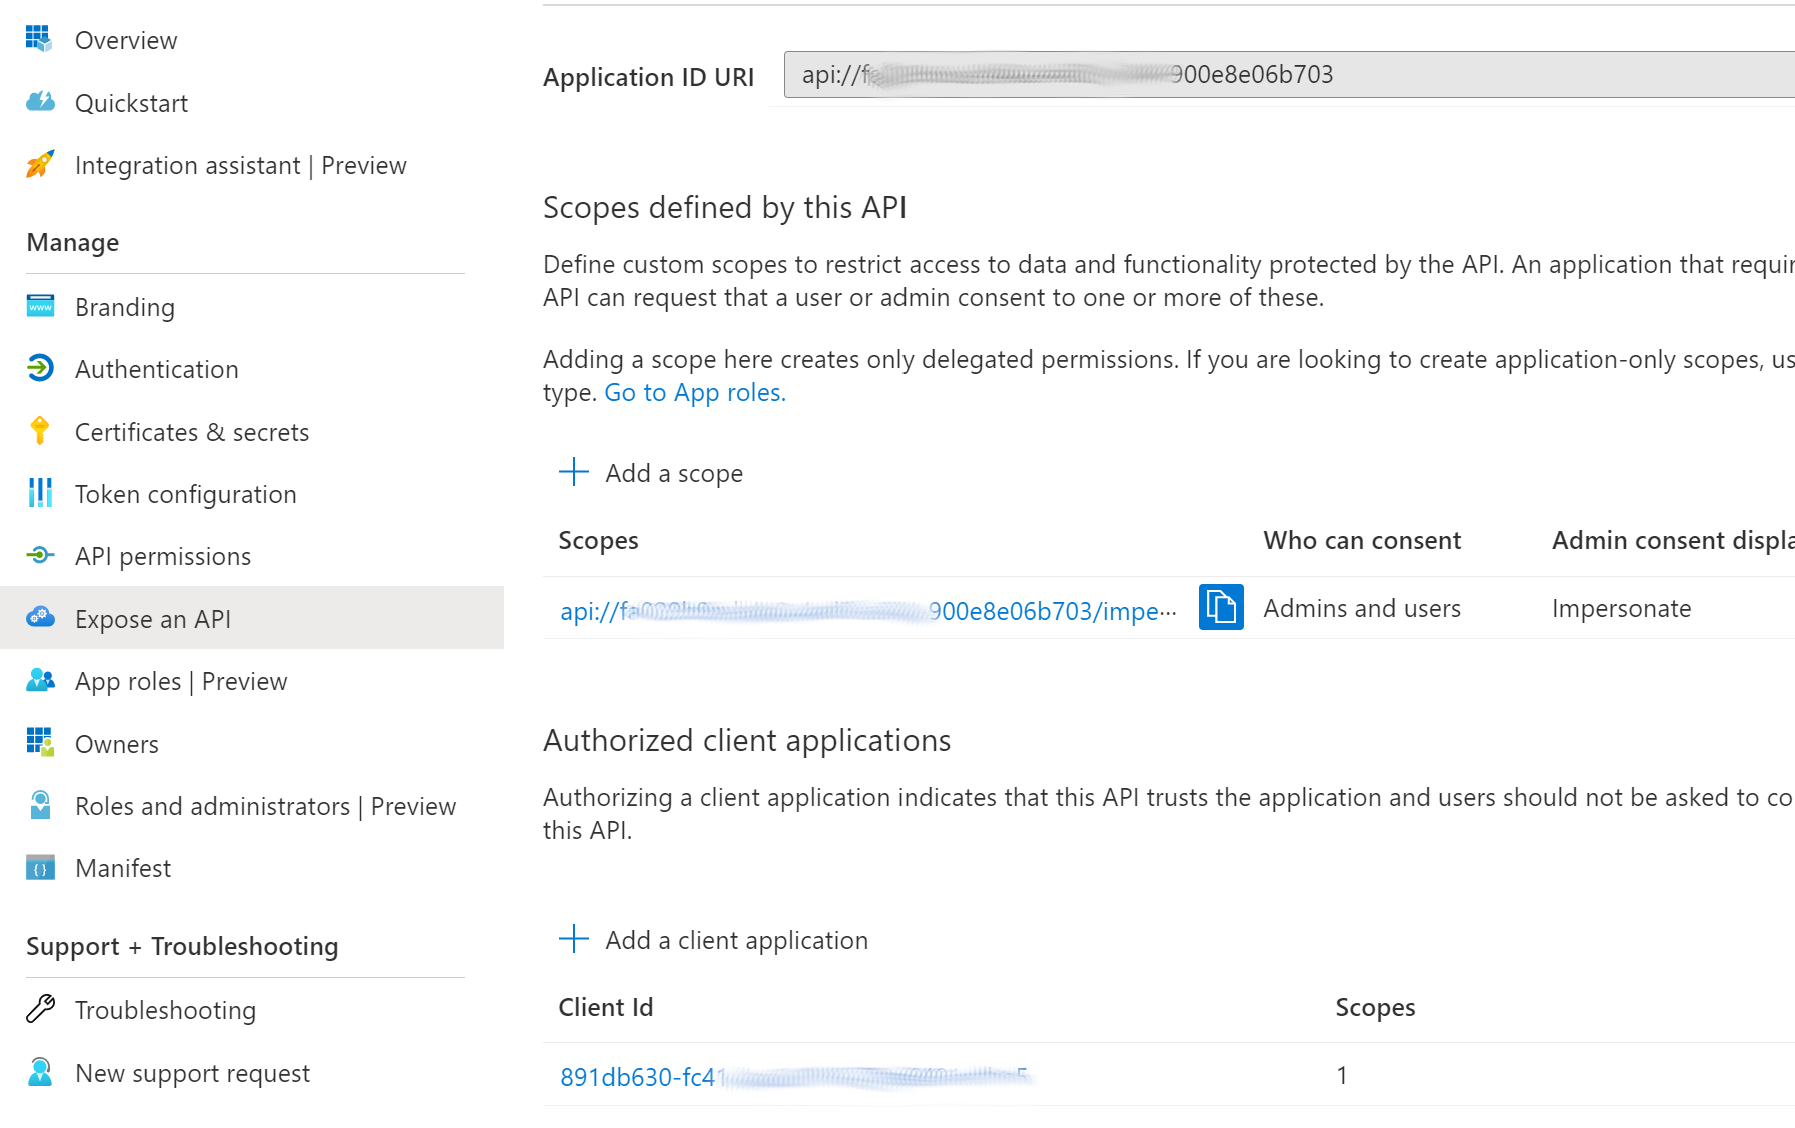 Overview
Quickstart
Integration assistant | Preview
Manage
Branding
Authentication
Certificates & secrets
Token configuration
API permissions
Expose an API
App roles | Preview
Owners
Roles and administrators | Preview
Manifest
Support + Troubleshooting
Troubleshooting
New support request
Application ID URI
api://f 900e8e06b703
Scopes defined by this API
Define custom scopes to restrict access to data and functionality protected by the API. An application that requir
API can request that a user or admin consent to one or more of these.
Adding a scope here creates only delegated permissions. If you are looking to create application-only scopes, us
type. Go to App roles.
Add a scope
Scopes Who can consent Admin consent displa
api://fa 900e8e06b703/impe··· Admins and users Impersonate
Authorized client applications
Authorizing a client application indicates that this API trusts the application and users should not be asked to co
this API.
Add a client application
Client Id Scopes
891db630-fc41 1